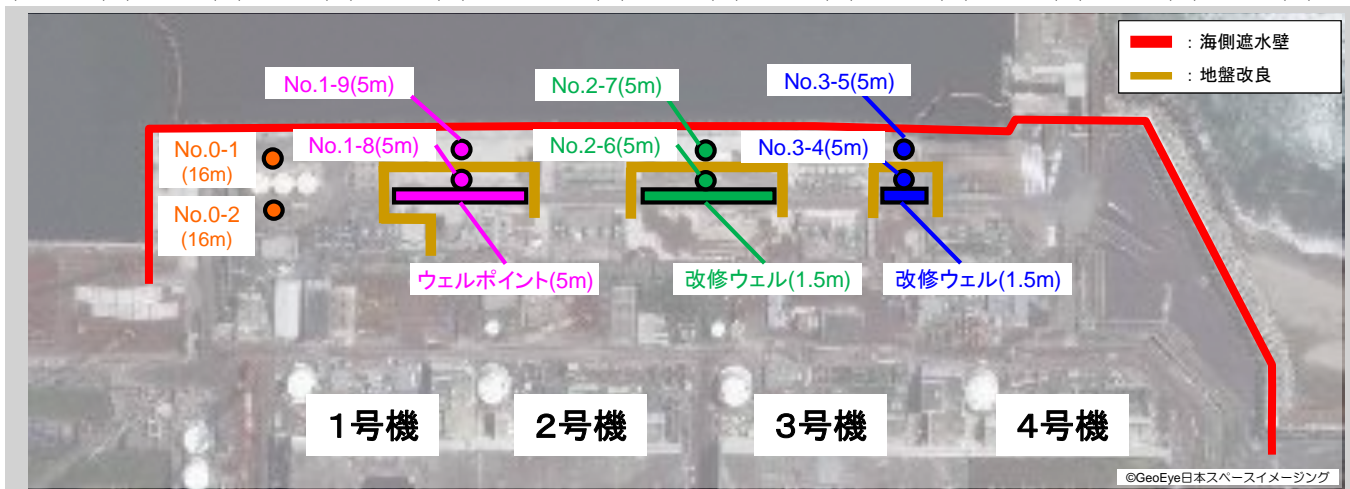 ：海側遮水壁
：地盤改良
No.1-9(5m)
No.2-7(5m)
No.3-5(5m)
No.0-1
(16m)
No.1-8(5m)
No.2-6(5m)
No.3-4(5m)
No.0-2
(16m)
ウェルポイント(5m)
改修ウェル(1.5m)
改修ウェル(1.5m)
1号機
2号機
3号機
4号機
©GeoEye日本スペースイメージング